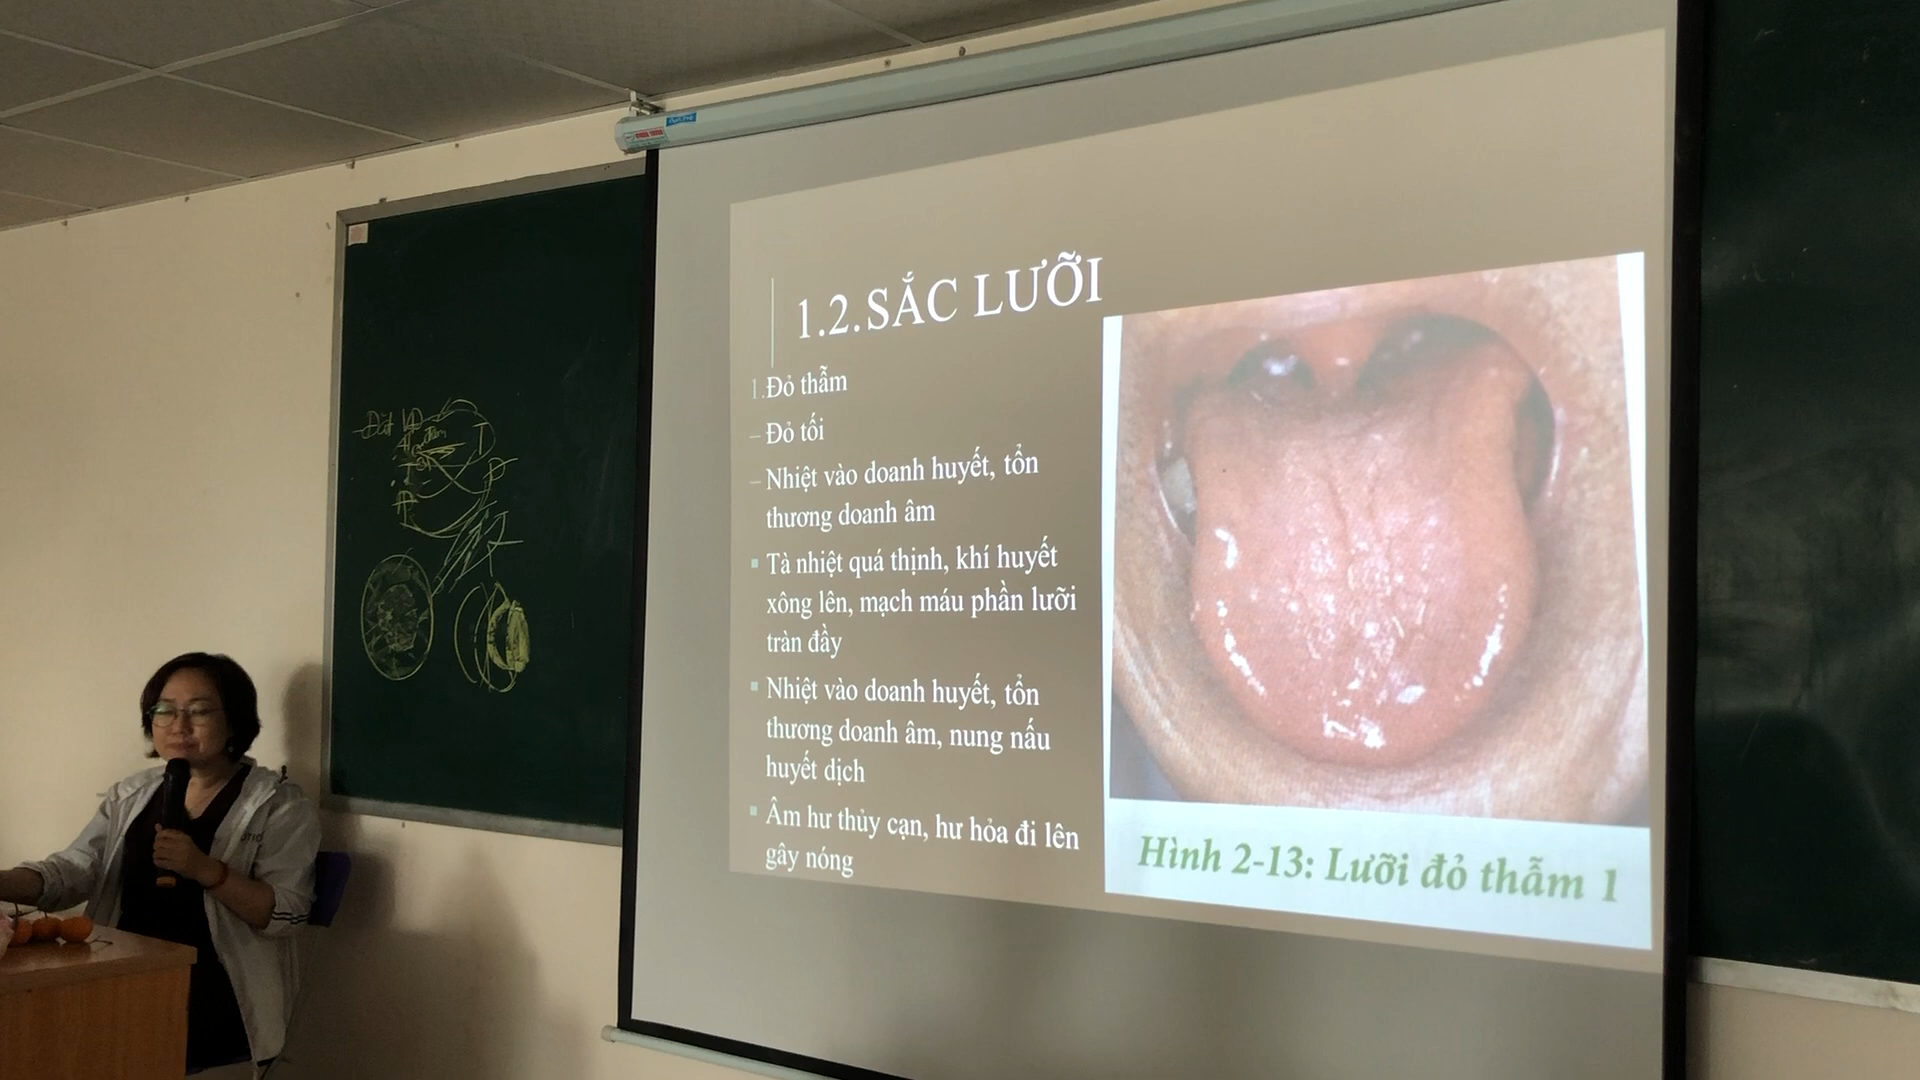 1.2. SẮC LƯỠI
1. Đỏ thẫm
– Đỏ tối
– Nhiệt vào doanh huyết, tổn
thương doanh âm
▪ Tà nhiệt quá thịnh, khí huyết
xông lên, mạch máu phần lưỡi
tràn đầy
▪ Nhiệt vào doanh huyết, tổn
thương doanh âm, nung nấu
huyết dịch
▪ Âm hư thủy cạn, hư hỏa đi lên
gây nóng
Hình 2-13: Lưỡi đỏ thẫm 1